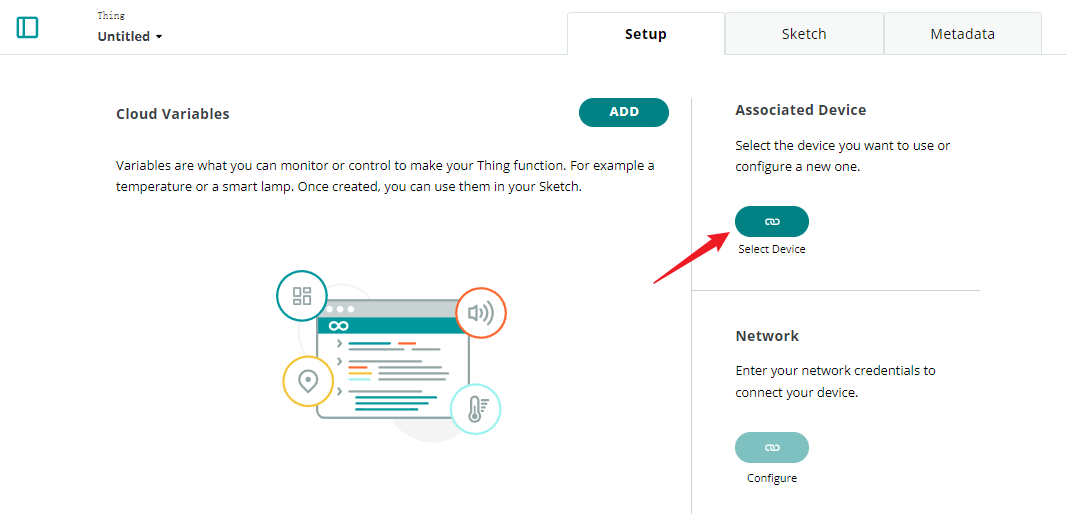 Thing
Untitled
Setup
Sketch
Metadata
Cloud Variables
ADD
Variables are what you can monitor or control to make your Thing function. For example a
temperature or a smart lamp. Once created, you can use them in your Sketch.
Associated Device
Select the device you want to use or
configure a new one.
Select Device
Network
Enter your network credentials to
connect your device.
Configure